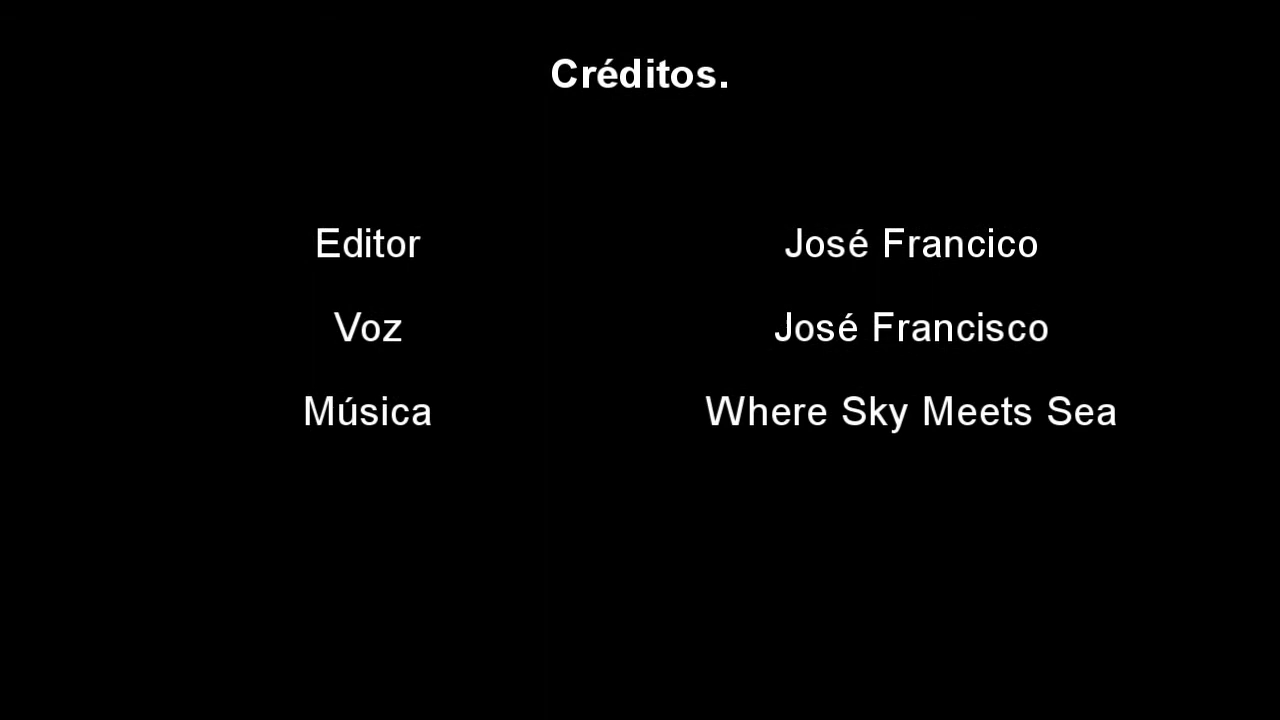 Créditos.
Editor José Francico
Voz José Francisco
Música Where Sky Meets Sea